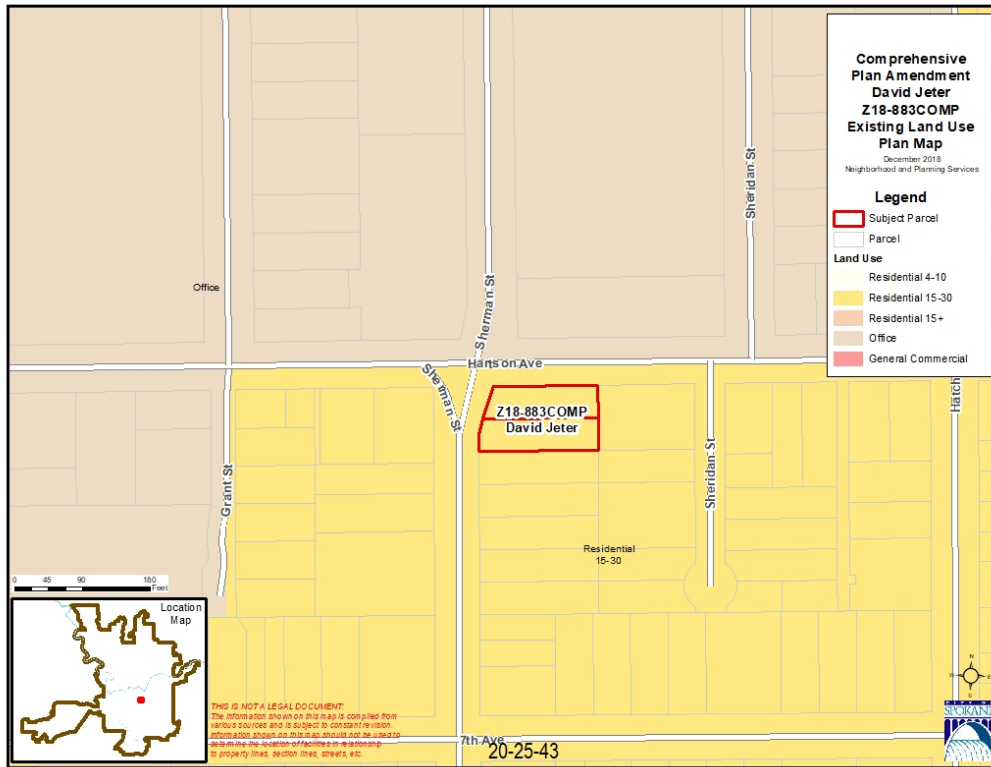 Comprehensive
Plan Amendment
David Jeter
Z18-883COMP
Existing Land Use
Plan Map
December 2018
Neighborhood and Planning Services
Legend
Subject Parcel
Parcel
Land Use
Residential 4-10
Residential 15-30
Residential 15+
Office
General Commercial
Sheridan St
Sherman St
Office
Hartson Ave
Sherman St
Z18-883COMP
David Jeter
Hatch
Grant St
Sheridan St
Residential
15-30
0 45 90 180
Feet
Location
Map
THIS IS NOT A LEGAL DOCUMENT:
The information shown on this map is compiled from
various sources and is subject to constant revision.
Information shown on this map should not be used to
determine the location of facilities in relationship
to property lines, section lines, streets, etc.
7th Ave
20-25-43
N
W E
S
SPOKANE